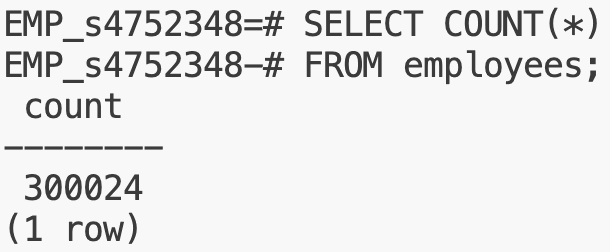 EMP_s4752348=# SELECT COUNT(*)
EMP_s4752348-# FROM employees;
count
--------
300024
(1 row)